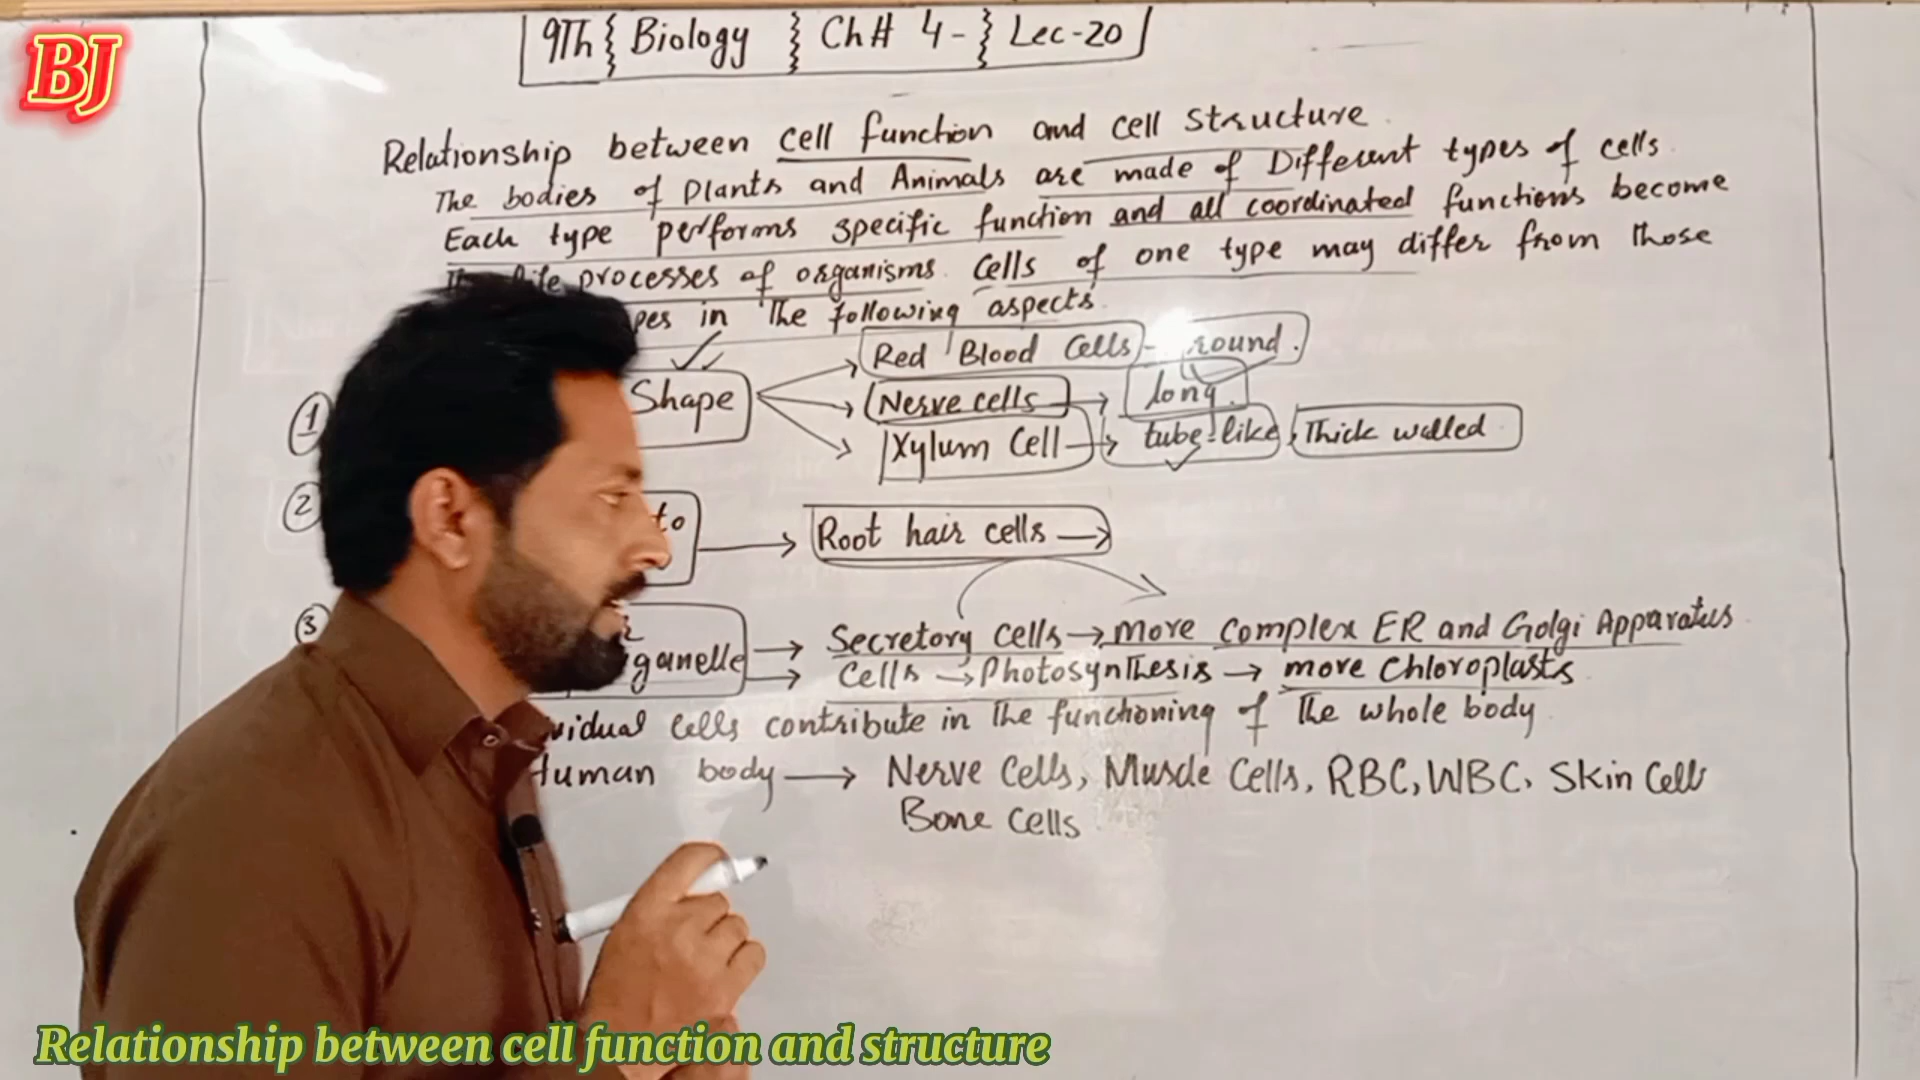 BJ
9Th Biology Ch# 4- Lec-20
Relationship between cell function and cell structure.
The bodies of plants and Animals are made of Different types of cells.
Each type performs specific function and all coordinated functions become
life processes of organisms. Cells of one type may differ from those
in the following aspects.
1 Shape
Red Blood Cells - round.
Nerve cells → long.
Xylum Cell → tube-like, Thick walled
2 to → Root hair cells →
3
Secretory cells → more complex ER and Golgi Apparatus
Cells → Photosynthesis → more Chloroplasts
cells contribute in the functioning of the whole body
Human body → Nerve Cells, Muscle Cells, RBC, WBC, Skin Cell
Bone Cells
Relationship between cell function and structure